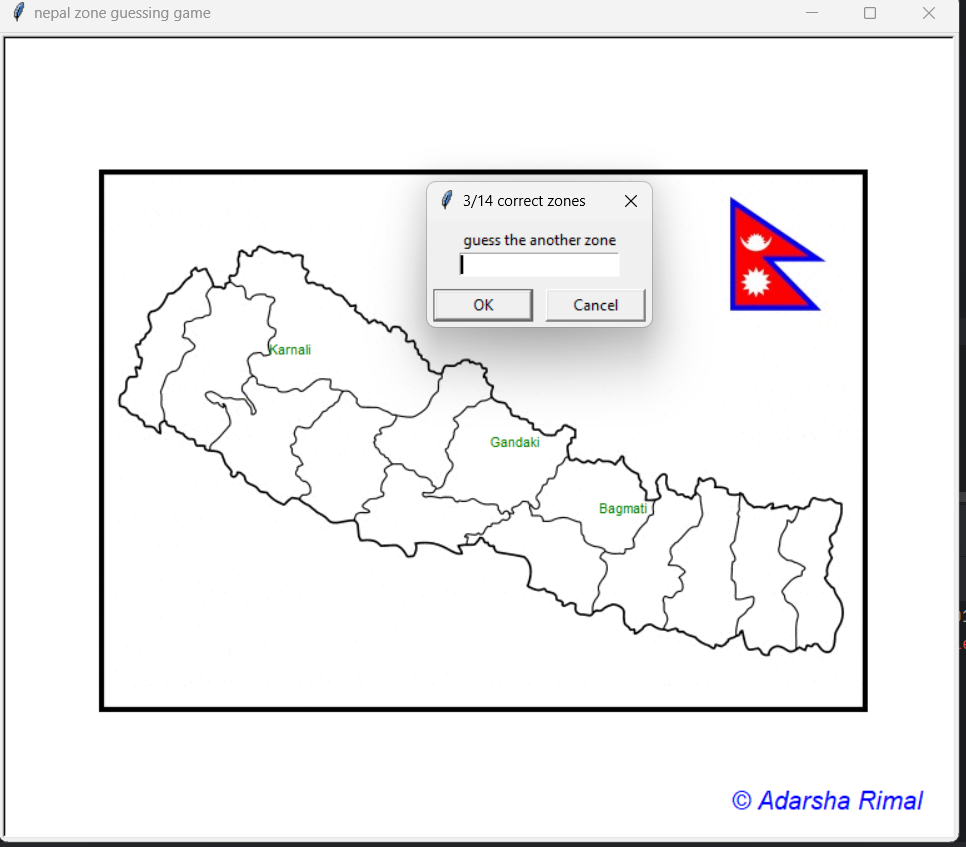 nepal zone guessing game
3/14 correct zones
guess the another zone
OK
Cancel
Karnali
Gandaki
Bagmati
© Adarsha Rimal